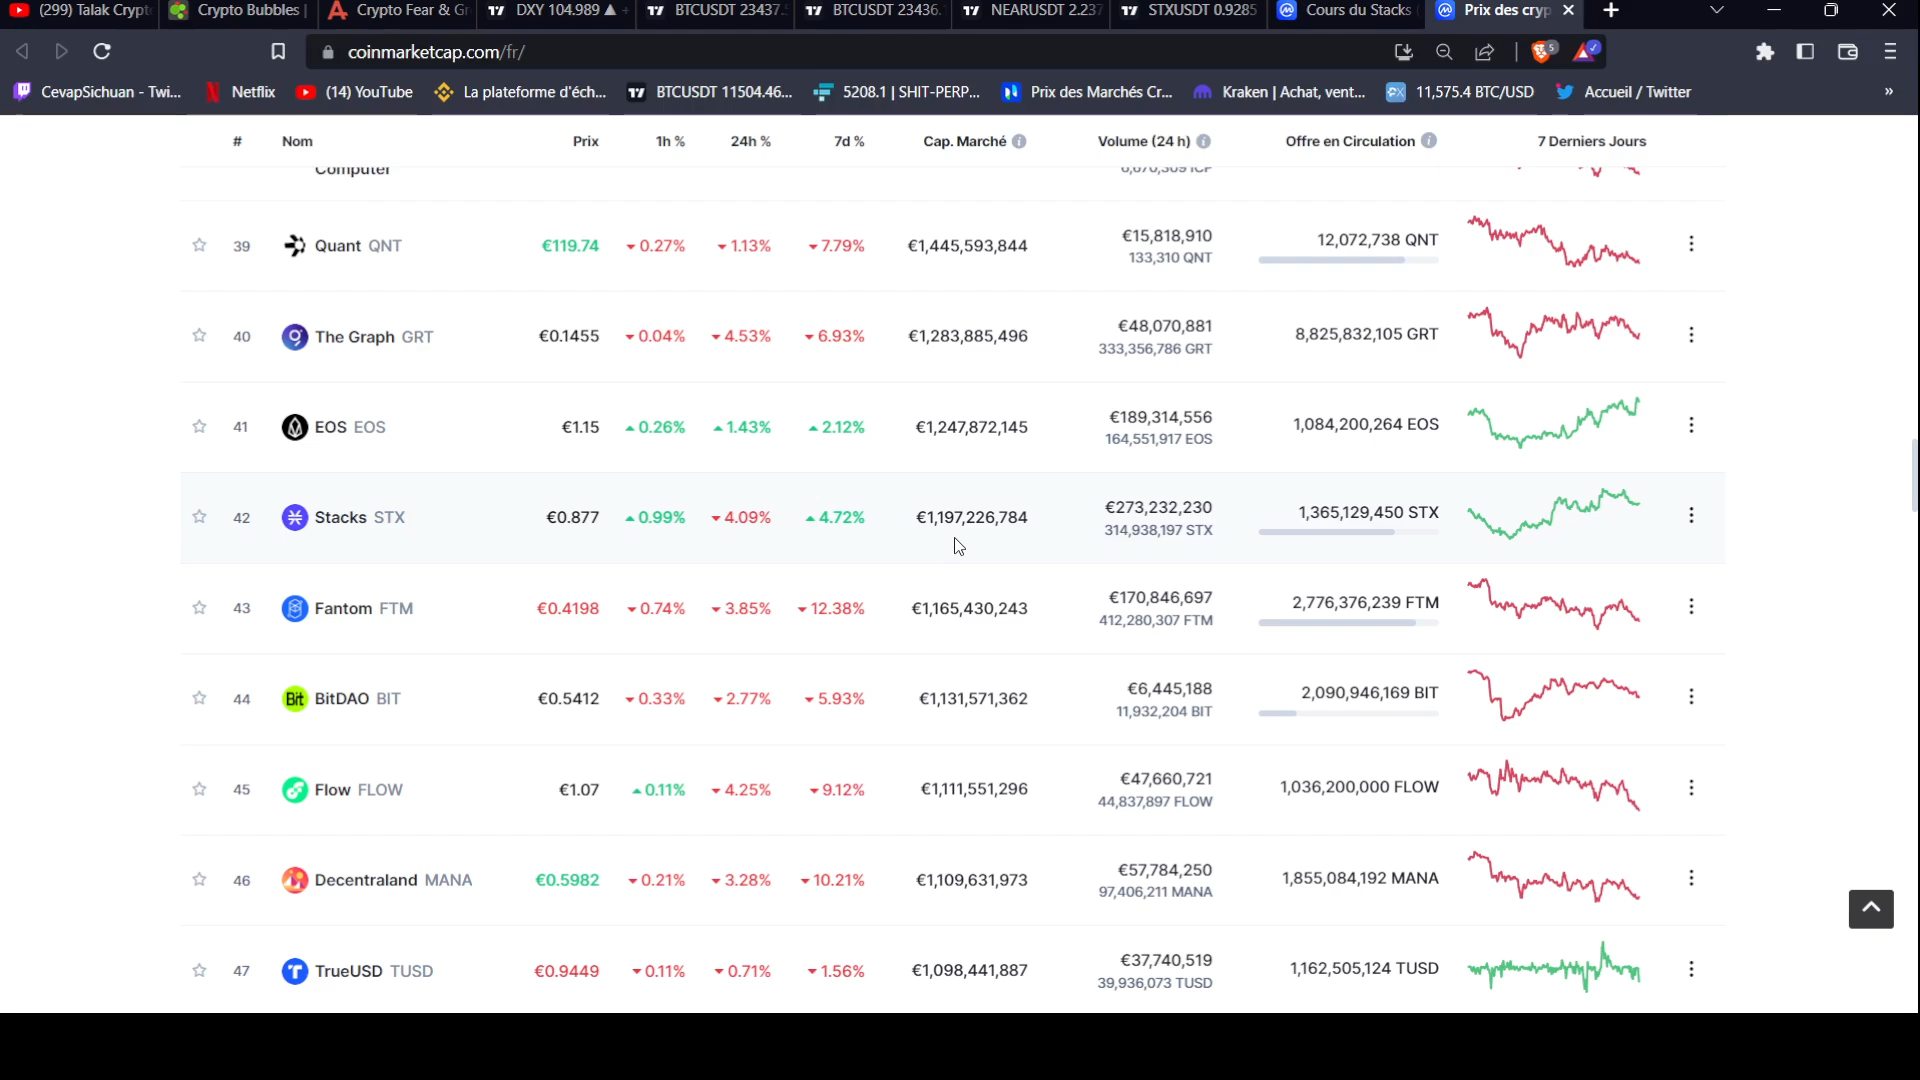 (299) Talak Crypt
Crypto Bubbles |
Crypto Fear & Gr
DXY 104.989 ▲ +
BTCUSDT 23437.5
BTCUSDT 23436.
NEARUSDT 2.237
STXUSDT 0.9285
Cours du Stacks (
Prix des cryp
coinmarketcap.com/fr/
5
CevapSichuan - Twi...
Netflix
(14) YouTube
La plateforme d'éch...
BTCUSDT 11504.46...
5208.1 | SHIT-PERP...
Prix des Marchés Cr...
Kraken | Achat, vent...
11,575.4 BTC/USD
Accueil / Twitter
»
# Nom Prix 1h % 24h % 7d % Cap. Marché Volume (24 h) Offre en Circulation 7 Derniers Jours
Computer 6,676,309 ICP
39 Quant QNT €119.74 0.27% 1.13% 7.79% €1,445,593,844 €15,818,910 12,072,738 QNT
133,310 QNT
40 The Graph GRT €0.1455 0.04% 4.53% 6.93% €1,283,885,496 €48,070,881 8,825,832,105 GRT
333,356,786 GRT
41 EOS EOS €1.15 0.26% 1.43% 2.12% €1,247,872,145 €189,314,556 1,084,200,264 EOS
164,551,917 EOS
42 Stacks STX €0.877 0.99% 4.09% 4.72% €1,197,226,784 €273,232,230 1,365,129,450 STX
314,938,197 STX
43 Fantom FTM €0.4198 0.74% 3.85% 12.38% €1,165,430,243 €170,846,697 2,776,376,239 FTM
412,280,307 FTM
44 Bit BitDAO BIT €0.5412 0.33% 2.77% 5.93% €1,131,571,362 €6,445,188 2,090,946,169 BIT
11,932,204 BIT
45 Flow FLOW €1.07 0.11% 4.25% 9.12% €1,111,551,296 €47,660,721 1,036,200,000 FLOW
44,837,897 FLOW
46 Decentraland MANA €0.5982 0.21% 3.28% 10.21% €1,109,631,973 €57,784,250 1,855,084,192 MANA
97,406,211 MANA
47 TrueUSD TUSD €0.9449 0.11% 0.71% 1.56% €1,098,441,887 €37,740,519 1,162,505,124 TUSD
39,936,073 TUSD